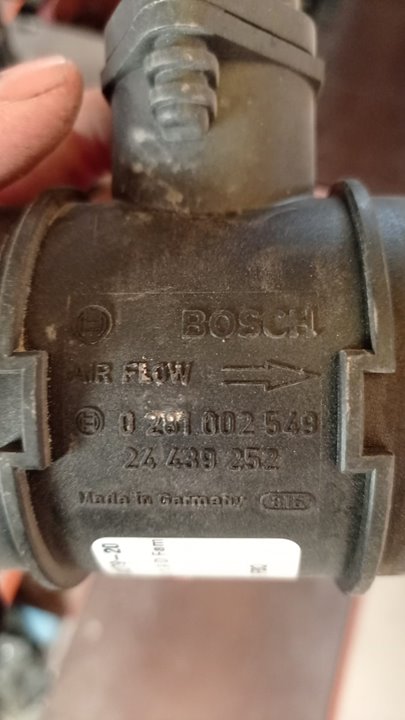 BOSCH
AIR FLOW
0 281 002 549
24 439 252
Made in Germany